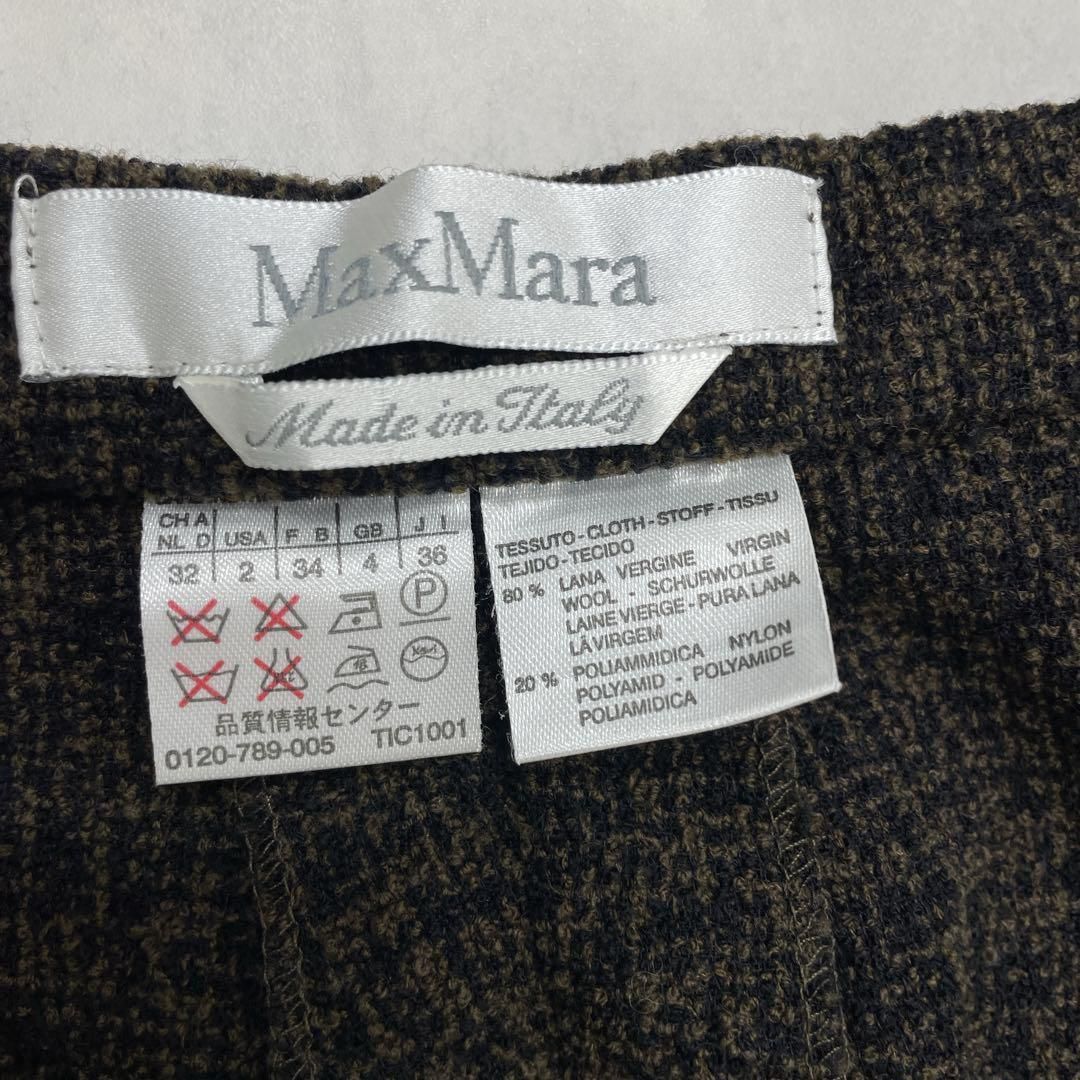 MaxMara
Made in Italy
CH A
NL D USA F B GB J I
32 2 34 4 36
P
品質情報センター
0120-789-005 TIC1001
TESSUTO - CLOTH - STOFF - TISSU
TEJIDO - TECIDO
80 % LANA VERGINE VIRGIN
WOOL - SCHURWOLLE
LAINE VIERGE - PURA LANA
LÃ VIRGEM
20 % POLIAMMIDICA NYLON
POLYAMID - POLYAMIDE
POLIAMIDICA